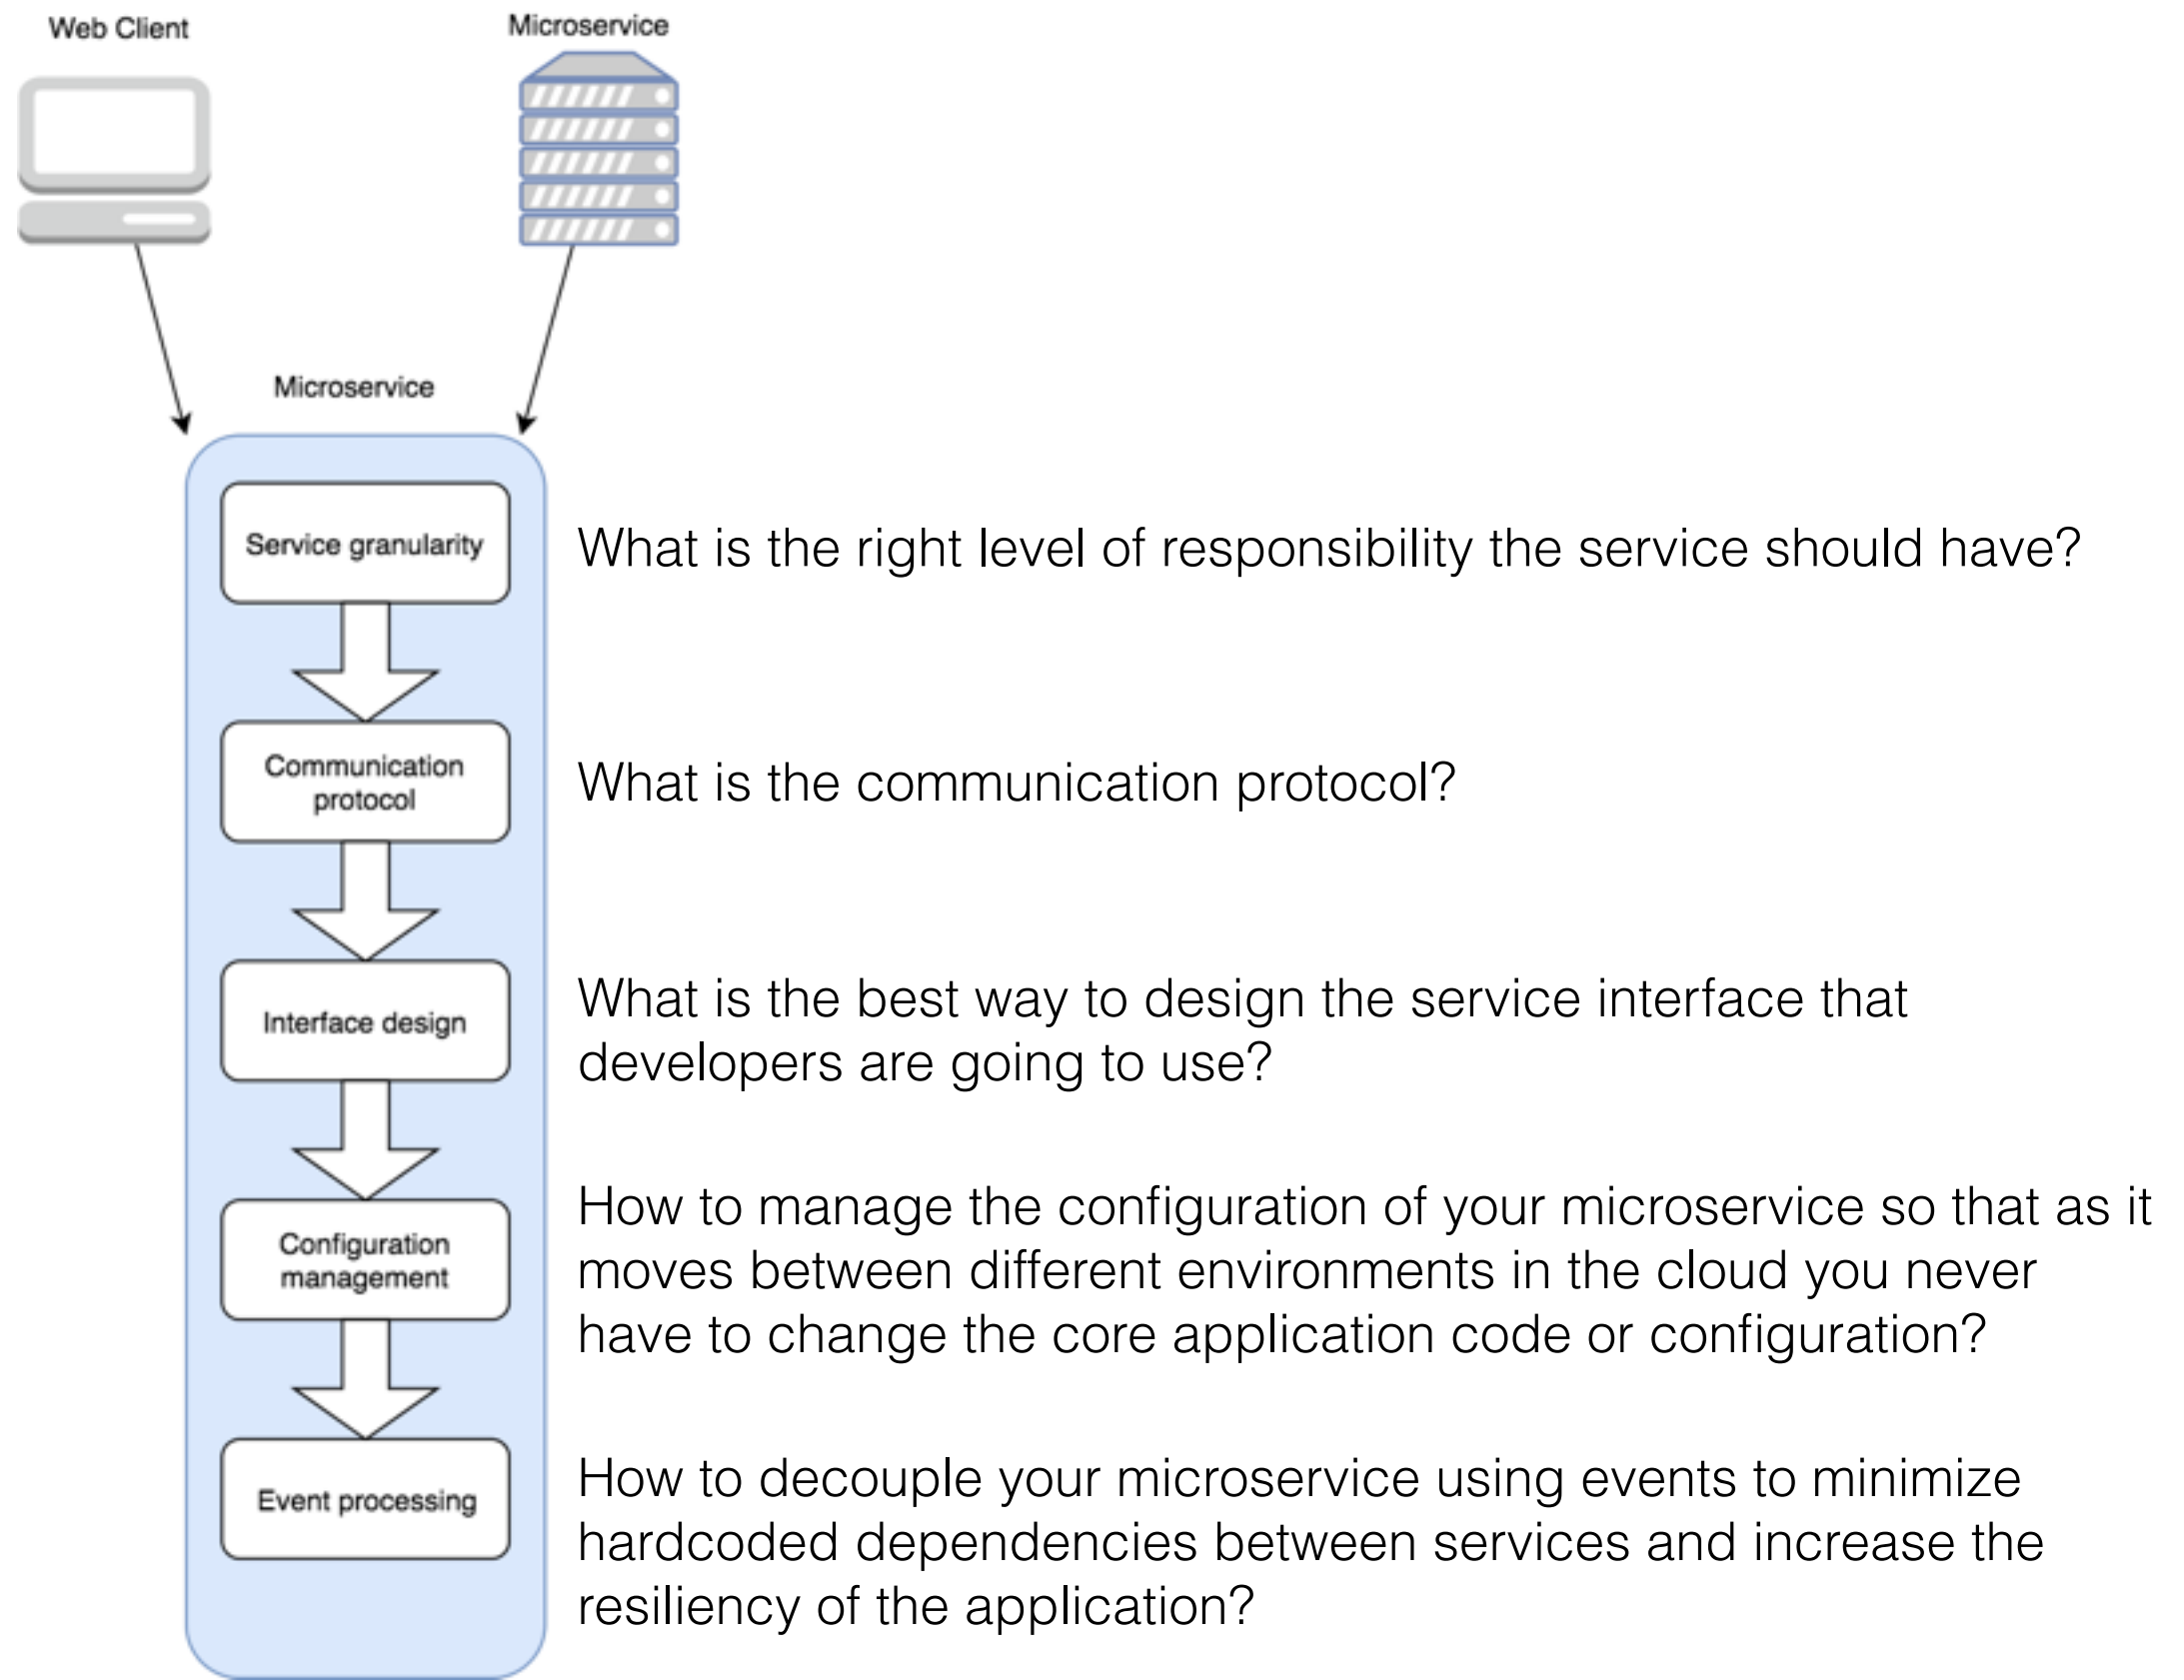 Web Client
Microservice
Microservice
Service granularity
What is the right level of responsibility the service should have?
Communication
protocol
What is the communication protocol?
Interface design
What is the best way to design the service interface that
developers are going to use?
Configuration
management
How to manage the configuration of your microservice so that as it
moves between different environments in the cloud you never
have to change the core application code or configuration?
Event processing
How to decouple your microservice using events to minimize
hardcoded dependencies between services and increase the
resiliency of the application?